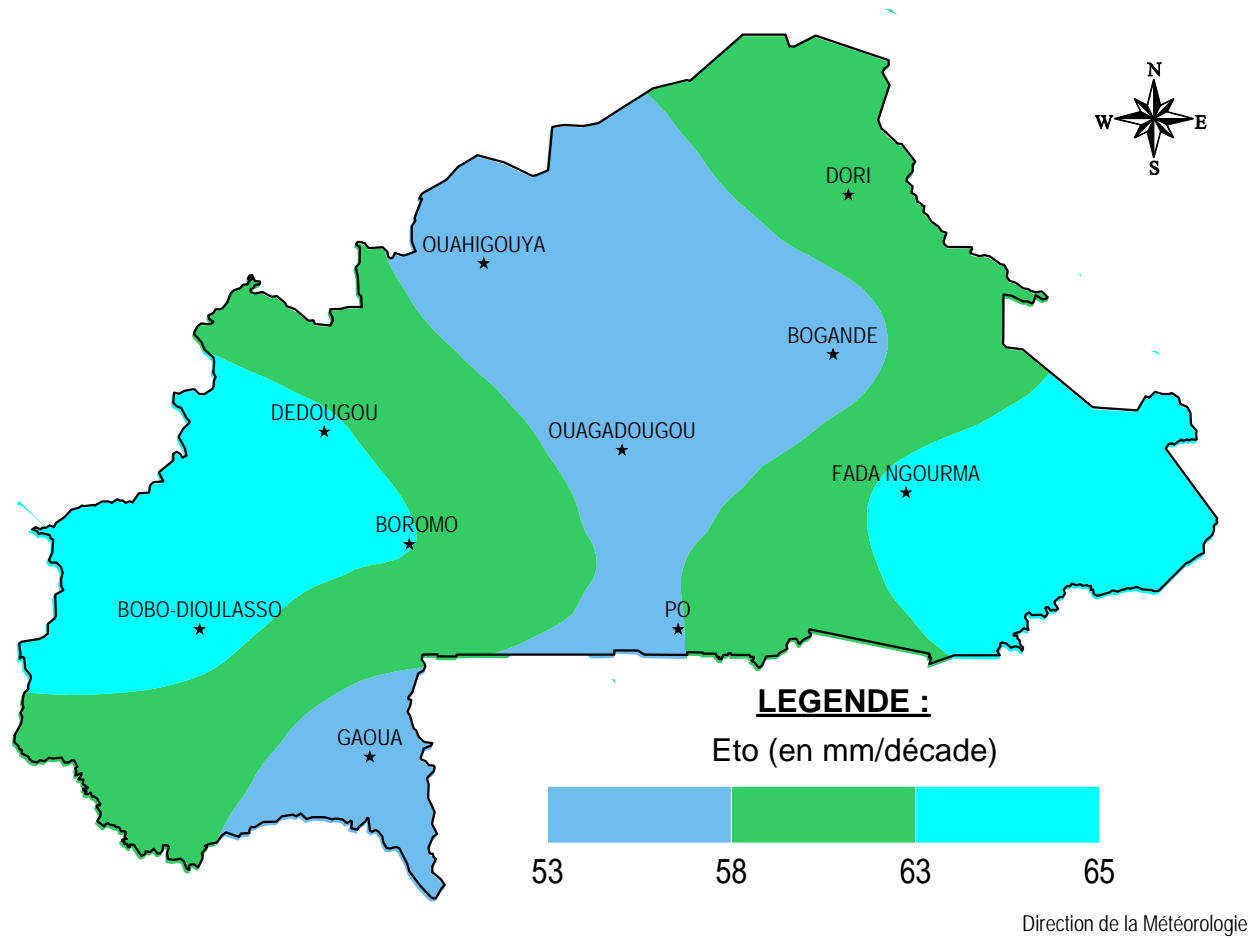 N
W E
S
DORI
OUAHIGOUYA
BOGANDE
DEDOUGOU
OUAGADOUGOU
FADA NGOURMA
BOROMO
BOBO-DIOULASSO
PO
GAOUA
LEGENDE :
Eto (en mm/décade)
53 58 63 65
Direction de la Météorologie